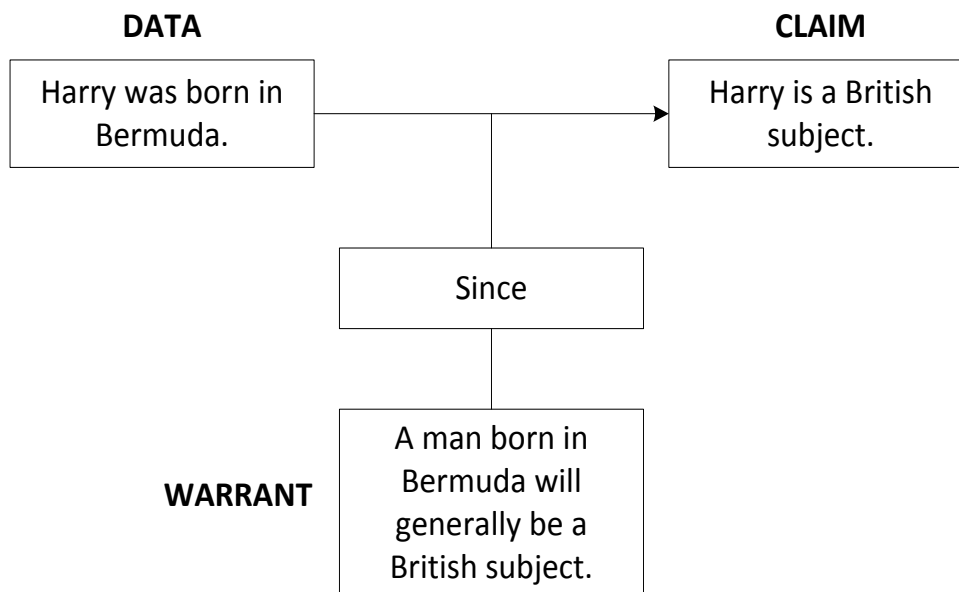 DATA
CLAIM
Harry was born in
Bermuda.
Harry is a British
subject.
Since
WARRANT
A man born in
Bermuda will
generally be a
British subject.